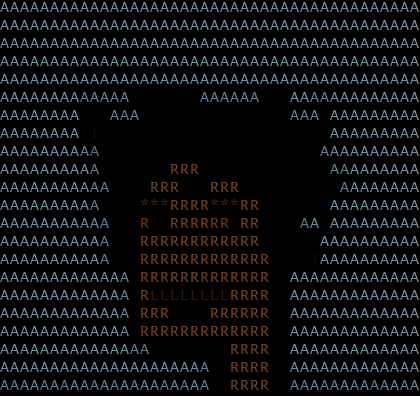 AAAAAAAAAAAAAAAAAAAAAAAAAAAAAAAAAAAAAAAAAA
AAAAAAAAAAAAAAAAAAAAAAAAAAAAAAAAAAAAAAAAAA
AAAAAAAAAAAAAAAAAAAAAAAAAAAAAAAAAAAAAAAAAA
AAAAAAAAAAAAAAAAAAAAAAAAAAAAAAAAAAAAAAAAAA
AAAAAAAAAAAAAAAAAAAAAAAAAAAAAAAAAAAAAAAAAA
AAAAAAAAAAAAA       AAAAAA   AAAAAAAAAAAAA
AAAAAAAA   AAA               AAA AAAAAAAAA
AAAAAAAA                         AAAAAAAAA
AAAAAAAAAA                      AAAAAAAAAA
AAAAAAAAAA       RRR             AAAAAAAAA
AAAAAAAAAAA    RRR   RRR          AAAAAAAA
AAAAAAAAAA    ***RRRR***RR       AAAAAAAAA
AAAAAAAAAAA   R  RRRRRR RR    AA AAAAAAAAA
AAAAAAAAAAA   RRRRRRRRRRRR      AAAAAAAAAA
AAAAAAAAAAA   RRRRRRRRRRRRR     AAAAAAAAAA
AAAAAAAAAAAAA RRRRRRRRRRRRR  AAAAAAAAAAAAA
AAAAAAAAAAAAA RLLLLLLLLRRRR  AAAAAAAAAAAAA
AAAAAAAAAAAAA RRR    RRRRRR  AAAAAAAAAAAAA
AAAAAAAAAAAAA RRRRRRRRRRRRR  AAAAAAAAAAAAA
AAAAAAAAAAAAAAA        RRRR  AAAAAAAAAAAAA
AAAAAAAAAAAAAAAAAAAAA  RRRR  AAAAAAAAAAAAA
AAAAAAAAAAAAAAAAAAAAA  RRRR  AAAAAAAAAAAAA